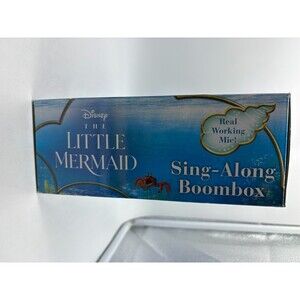 Disney
THE
LITTLE
MERMAID
Real
Working
Mic!
Sing-Along
Boombox